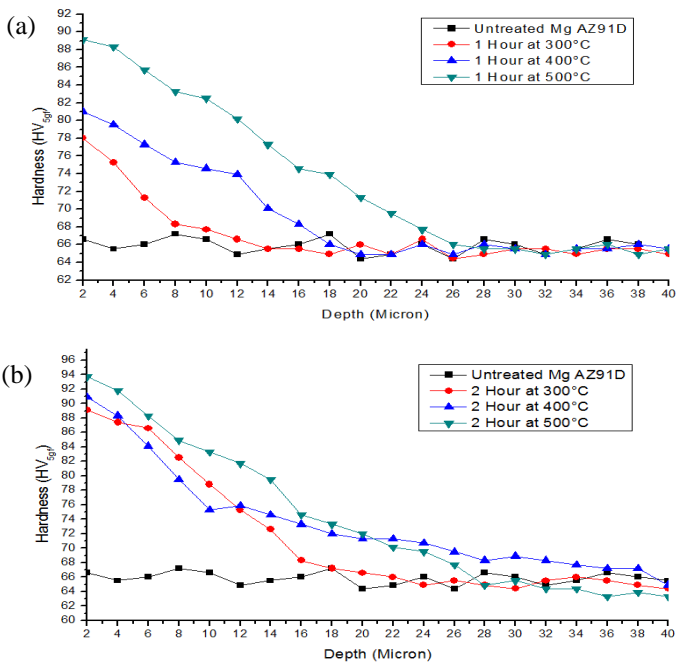 (a)
92
90
88
86
84
82
80
78
76
74
72
70
68
66
64
62
Hardness (HV5gf)
Untreated Mg AZ91D
1 Hour at 300°C
1 Hour at 400°C
1 Hour at 500°C
2 4 6 8 10 12 14 16 18 20 22 24 26 28 30 32 34 36 38 40
Depth (Micron)
(b)
96
94
92
90
88
86
84
82
80
78
76
74
72
70
68
66
64
62
60
Hardness (HV5gf)
Untreated Mg AZ91D
2 Hour at 300°C
2 Hour at 400°C
2 Hour at 500°C
2 4 6 8 10 12 14 16 18 20 22 24 26 28 30 32 34 36 38 40
Depth (Micron)